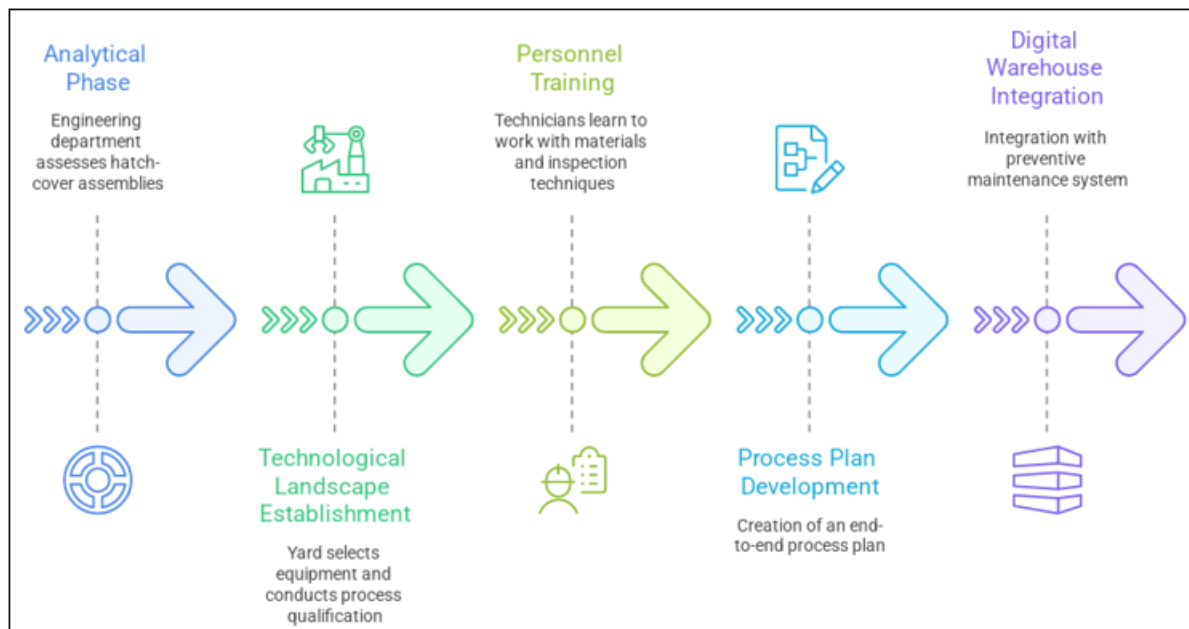 Analytical
Phase
Engineering
department
assesses hatch-
cover assemblies
Technological
Landscape
Establishment
Yard selects
equipment and
conducts process
qualification
Personnel
Training
Technicians learn to
work with materials
and inspection
techniques
Process Plan
Development
Creation of an end-
to-end process plan
Digital
Warehouse
Integration
Integration with
preventive
maintenance system